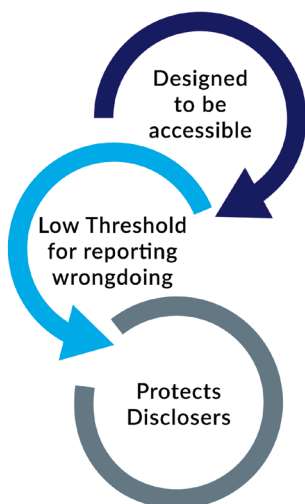 Designed
to be
accessible
Low Threshold
for reporting
wrongdoing
Protects
Disclosers